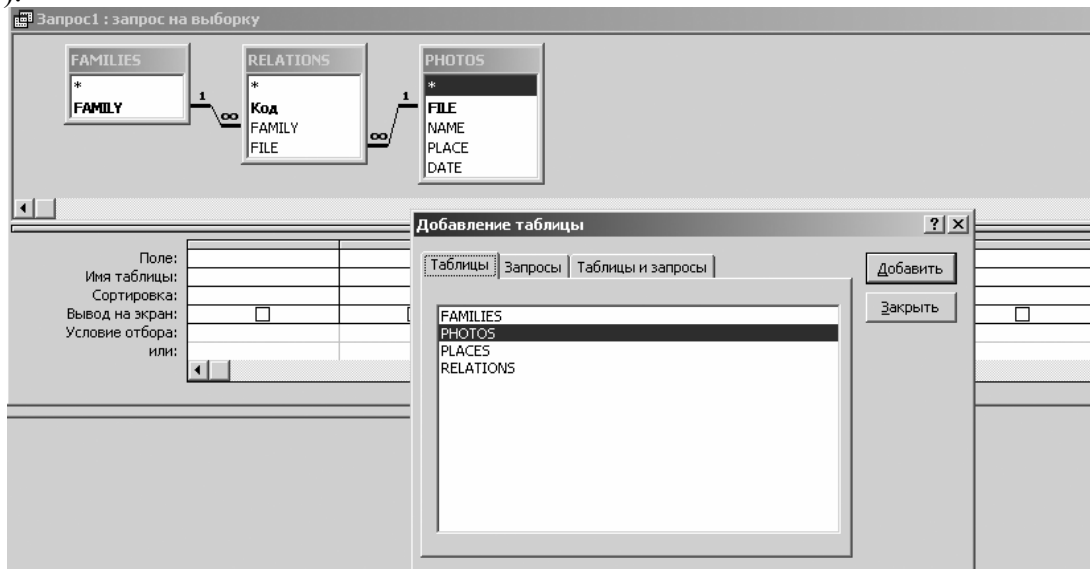 ).
Запрос1 : запрос на выборку
FAMILIES
*
FAMILY
1
∞
RELATIONS
*
Код
FAMILY
FILE
∞
1
PHOTOS
*
FILE
NAME
PLACE
DATE
Поле:
Имя таблицы:
Сортировка:
Вывод на экран:
Условие отбора:
или:
Добавление таблицы
Таблицы Запросы Таблицы и запросы
FAMILIES
PHOTOS
PLACES
RELATIONS
Добавить
Закрыть